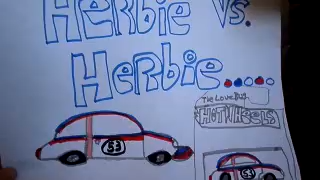 HERBIE VS.
HERbie.....
THE LOVE BUG
HOT WHEELS
53
53